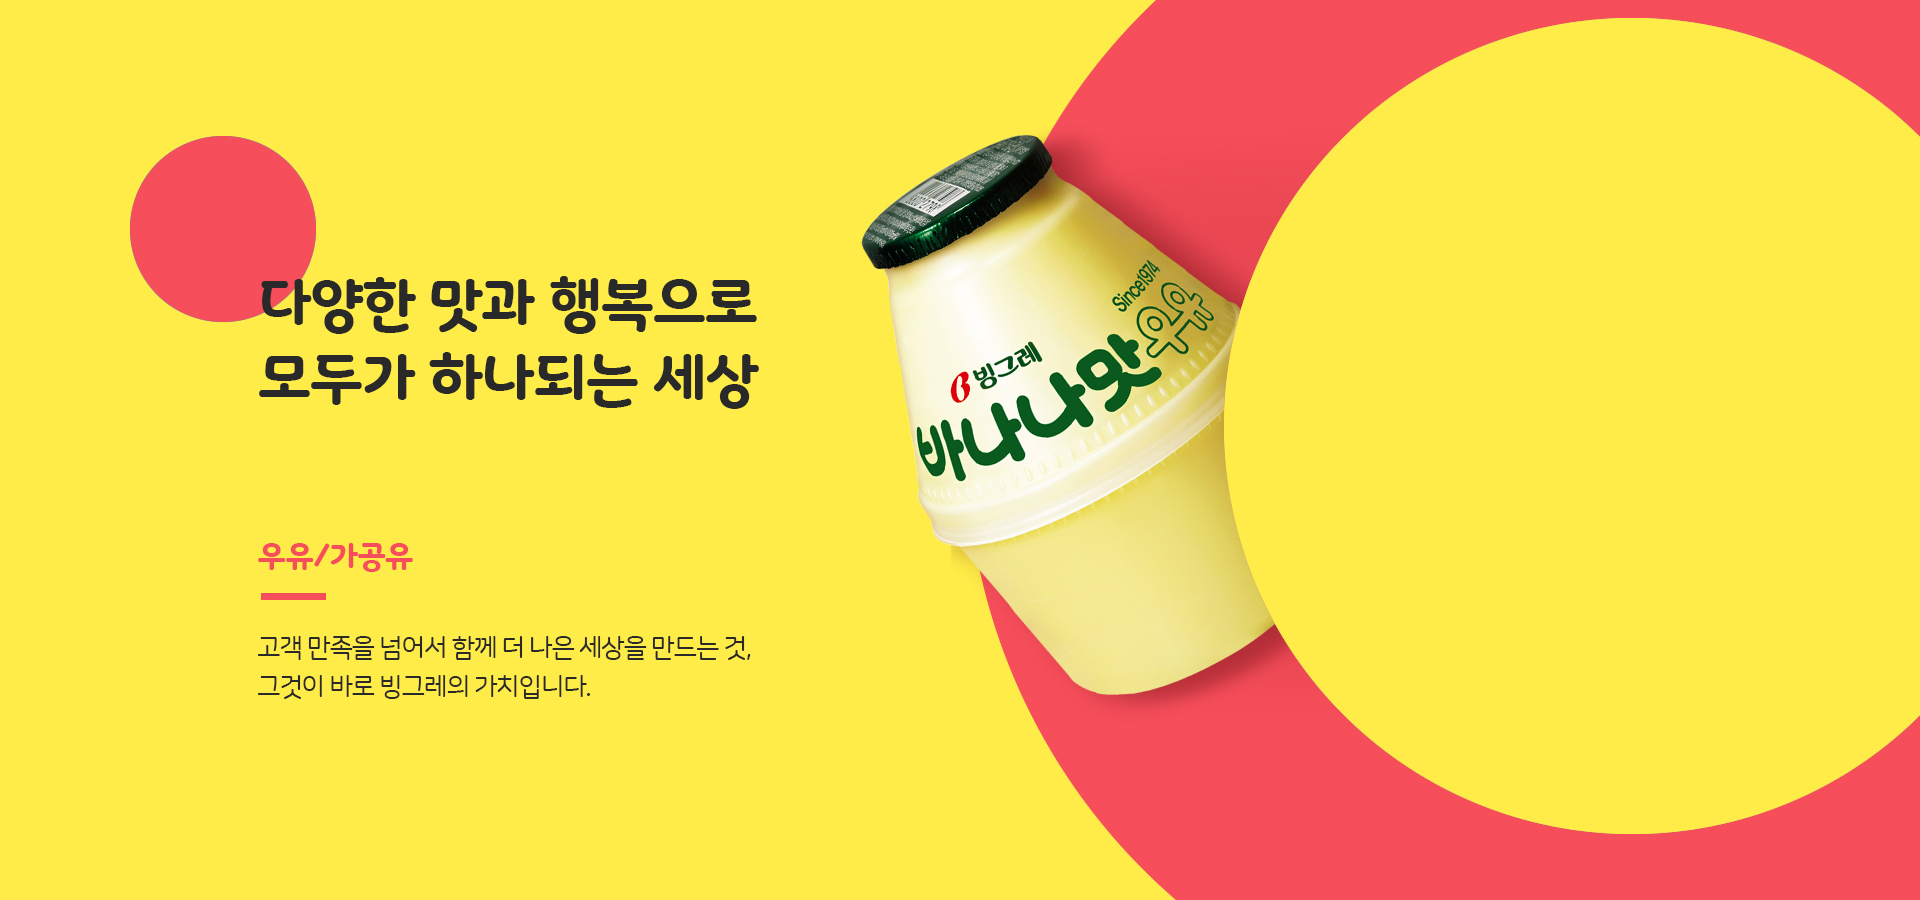 다양한 맛과 행복으로
모두가 하나되는 세상
우유/가공유
고객 만족을 넘어서 함께 더 나은 세상을 만드는 것,
그것이 바로 빙그레의 가치입니다.
Since1974
B 빙그레
바나나맛우유